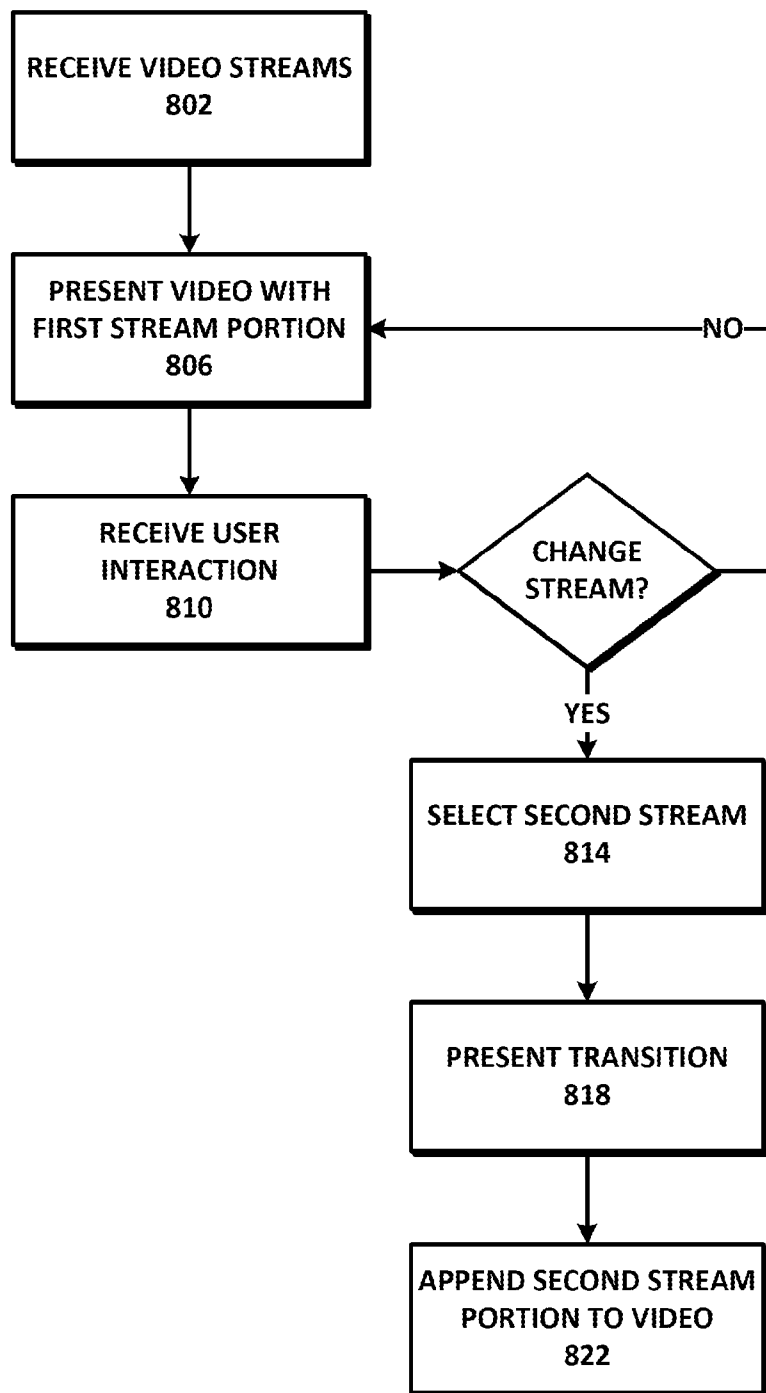 RECEIVE VIDEO STREAMS
802
PRESENT VIDEO WITH
FIRST STREAM PORTION
806
NO
RECEIVE USER
INTERACTION
810
CHANGE
STREAM?
YES
SELECT SECOND STREAM
814
PRESENT TRANSITION
818
APPEND SECOND STREAM
PORTION TO VIDEO
822